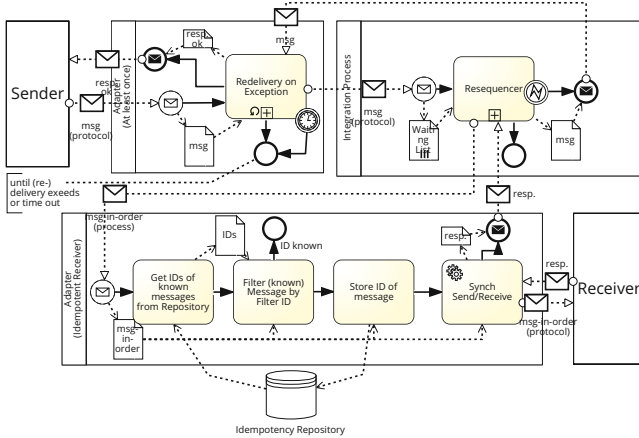 Sender
Adapter
(At least once)
resp.
ok
msg
(protocol)
resp.
ok
msg
Redelivery on
Exception
msg
until (re-)
delivery exeeds
or time out
Integration Process
msg
(protocol)
Waiti
ng
List
Resequencer
msg
resp.
msg-in-order
(process)
Adapter
(Idempotent Receiver)
msg-
in-
order
Get IDs of
known
messages
from Repository
IDs
ID known
Filter (known)
Message by
Filter ID
Store ID of
message
resp.
Synch
Send/Receive
resp.
msg-in-order
(protocol)
Receiver
Idempotency Repository